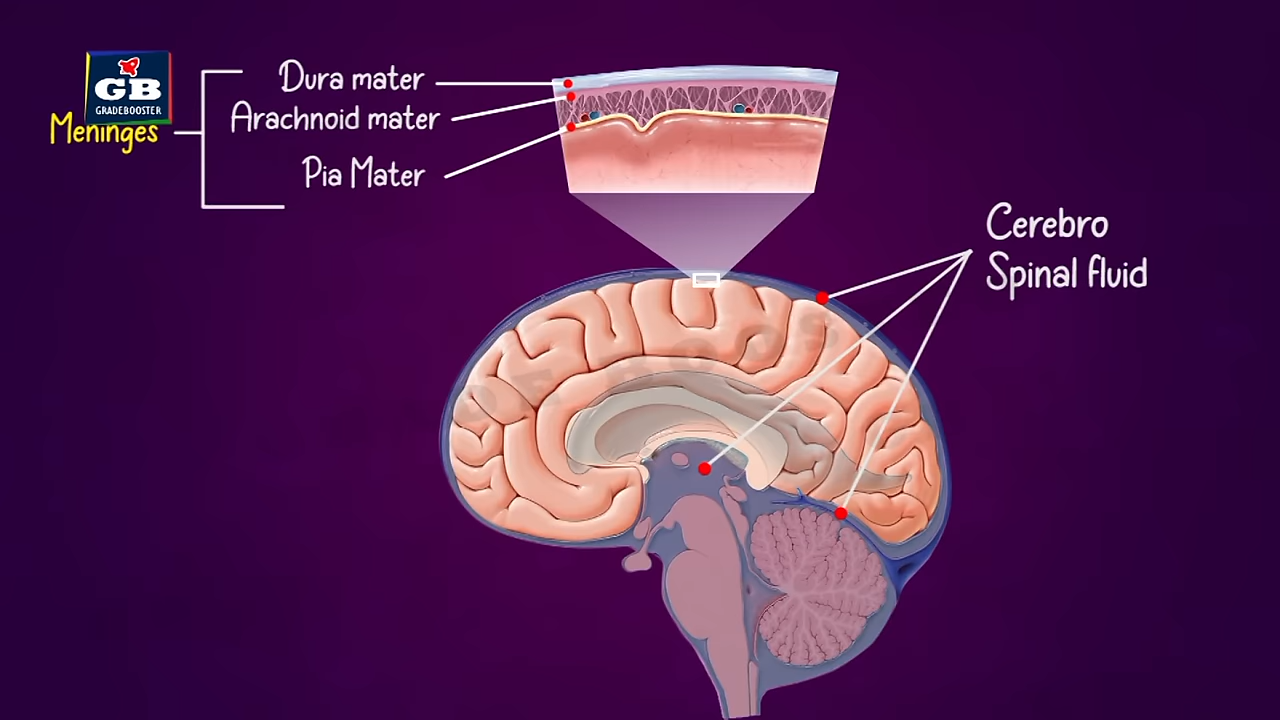 GB
GRADEBOOSTER
Meninges
Dura mater
Arachnoid mater
Pia Mater
Cerebro
Spinal fluid